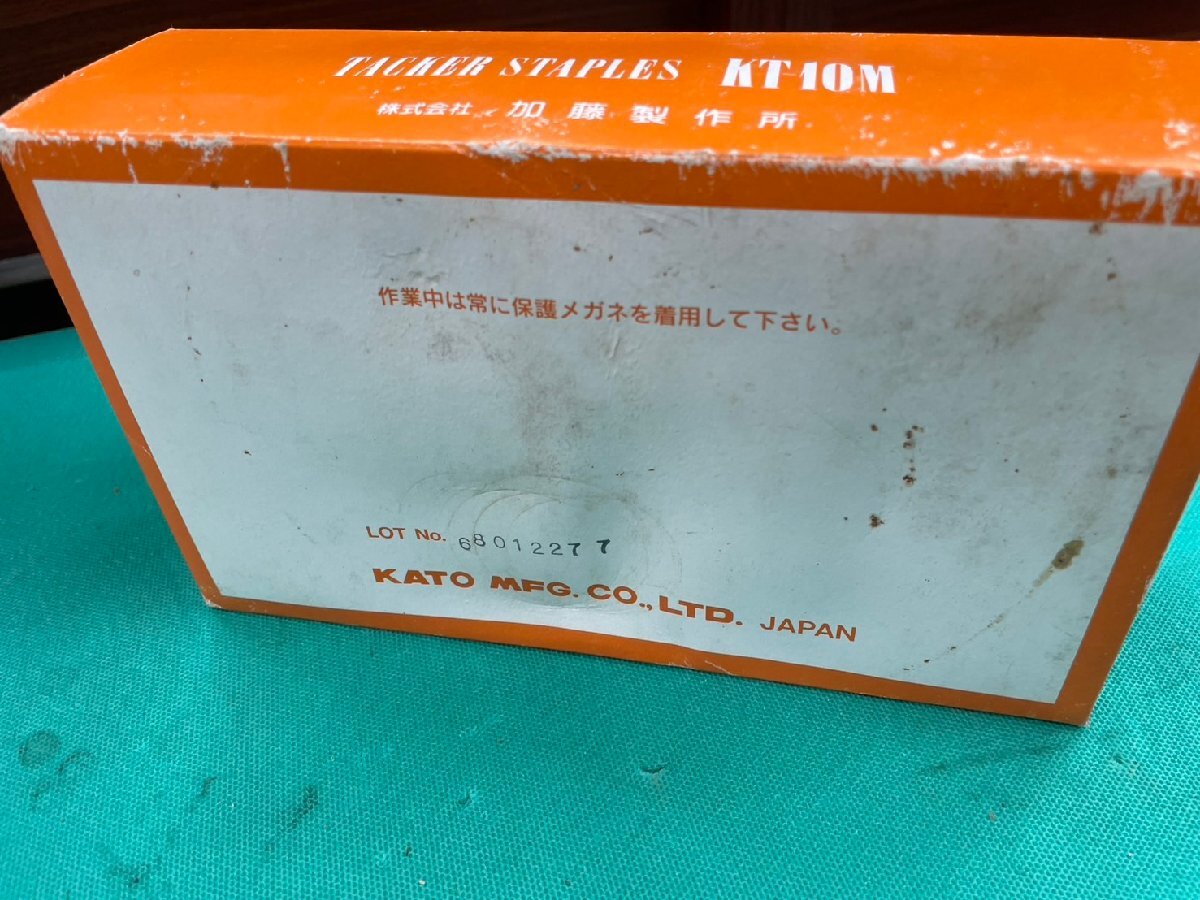 TACKER STAPLES KT-10M
株式会社 加藤製作所
作業中は常に保護メガネを着用して下さい。
LOT No. 68012277
KATO MFG. CO., LTD. JAPAN